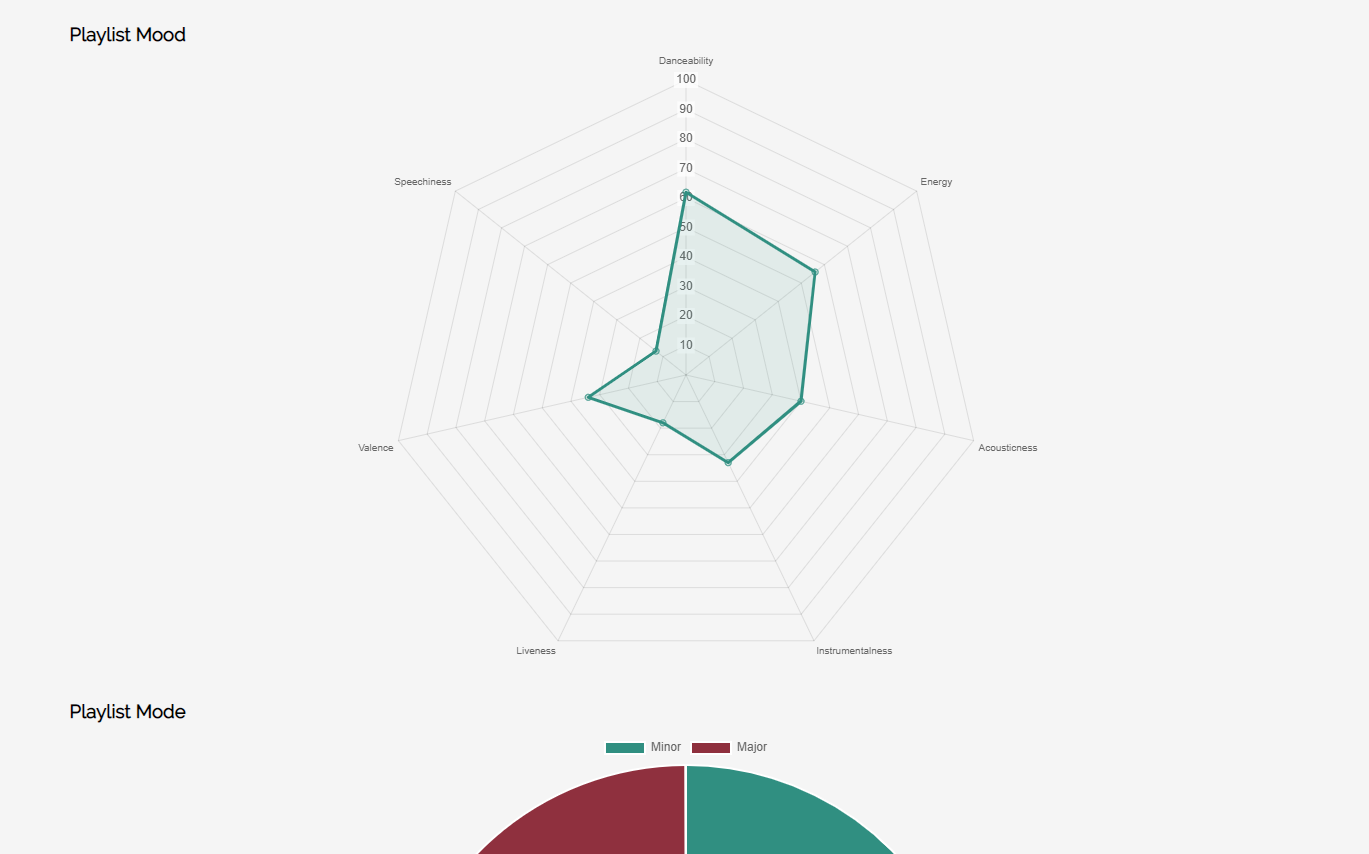 Playlist Mood
Danceability
100
90
80
70
60
50
40
30
20
10
Speechiness
Energy
Valence
Acousticness
Liveness
Instrumentalness
Playlist Mode
Minor Major